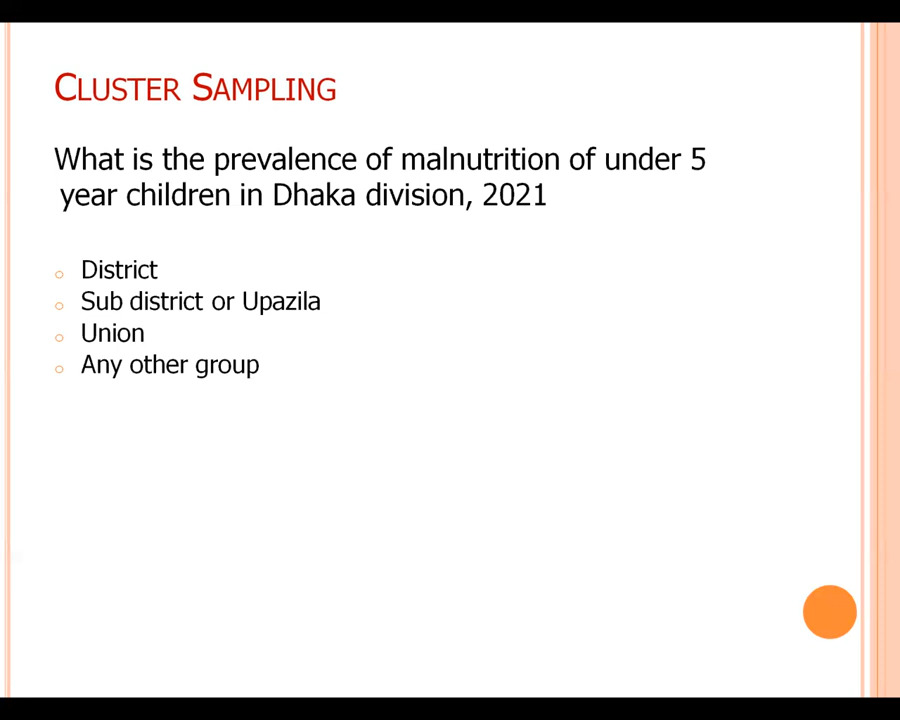 CLUSTER SAMPLING
What is the prevalence of malnutrition of under 5
year children in Dhaka division, 2021
District
Sub district or Upazila
Union
Any other group